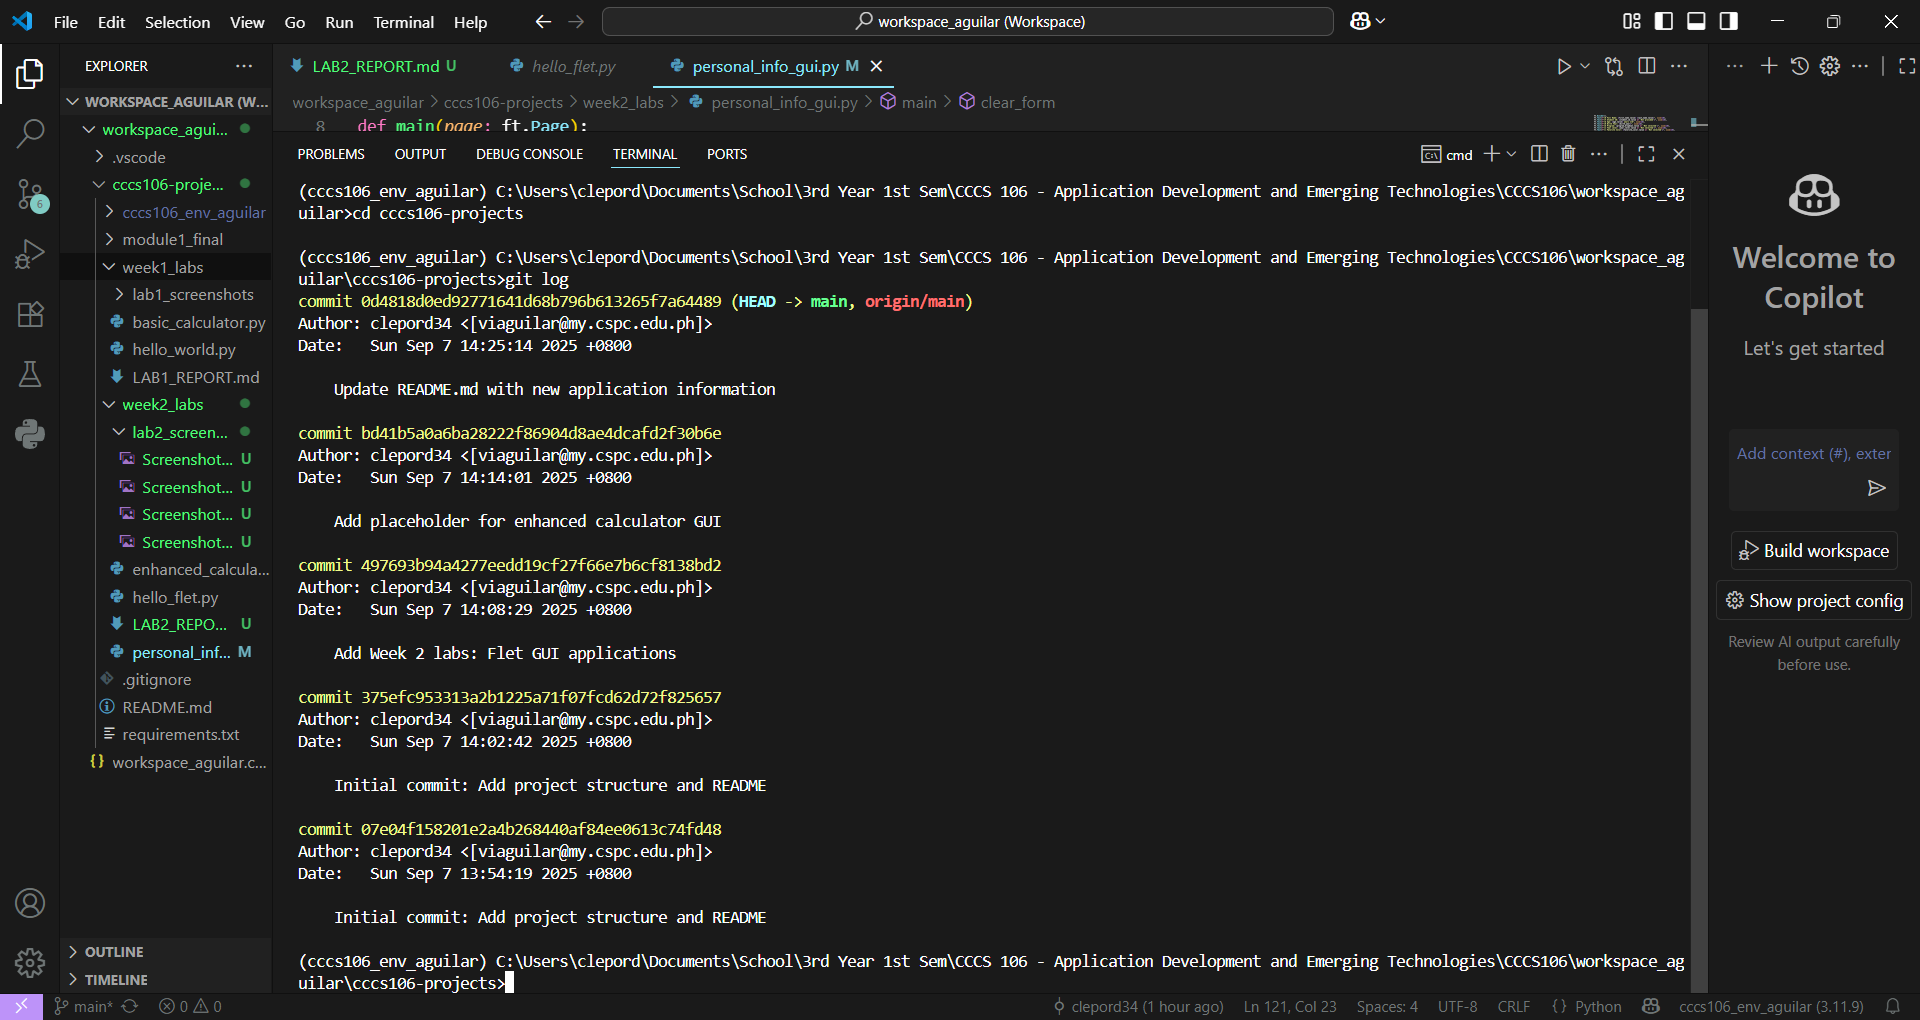 File Edit Selection View Go Run Terminal Help
workspace_aguilar (Workspace)
EXPLORER
WORKSPACE_AGUILAR (W...
workspace_agui...
.vscode
cccs106-proje...
cccs106_env_aguilar
module1_final
week1_labs
lab1_screenshots
basic_calculator.py
hello_world.py
LAB1_REPORT.md
week2_labs
lab2_screen...
Screenshot... U
Screenshot... U
Screenshot... U
Screenshot... U
enhanced_calcula...
hello_flet.py
LAB2_REPO... U
personal_inf... M
.gitignore
README.md
requirements.txt
workspace_aguilar.c...
OUTLINE
TIMELINE
6
LAB2_REPORT.md U
hello_flet.py
personal_info_gui.py M
workspace_aguilar > cccs106-projects > week2_labs > personal_info_gui.py > main > clear_form
8 def main(page: ft.Page):
PROBLEMS OUTPUT DEBUG CONSOLE TERMINAL PORTS
cmd
(cccs106_env_aguilar) C:\Users\clepord\Documents\School\3rd Year 1st Sem\CCCS 106 - Application Development and Emerging Technologies\CCCS106\workspace_ag
uilar>cd cccs106-projects
(cccs106_env_aguilar) C:\Users\clepord\Documents\School\3rd Year 1st Sem\CCCS 106 - Application Development and Emerging Technologies\CCCS106\workspace_ag
uilar\cccs106-projects>git log
commit 0d4818d0ed92771641d68b796b613265f7a64489 (HEAD -> main, origin/main)
Author: clepord34 <[viaguilar@my.cspc.edu.ph]>
Date:   Sun Sep 7 14:25:14 2025 +0800
Update README.md with new application information
commit bd41b5a0a6ba28222f86904d8ae4dcafd2f30b6e
Author: clepord34 <[viaguilar@my.cspc.edu.ph]>
Date:   Sun Sep 7 14:14:01 2025 +0800
Add placeholder for enhanced calculator GUI
commit 497693b94a4277eedd19cf27f66e7b6cf8138bd2
Author: clepord34 <[viaguilar@my.cspc.edu.ph]>
Date:   Sun Sep 7 14:08:29 2025 +0800
Add Week 2 labs: Flet GUI applications
commit 375efc953313a2b1225a71f07fcd62d72f825657
Author: clepord34 <[viaguilar@my.cspc.edu.ph]>
Date:   Sun Sep 7 14:02:42 2025 +0800
Initial commit: Add project structure and README
commit 07e04f158201e2a4b268440af84ee0613c74fd48
Author: clepord34 <[viaguilar@my.cspc.edu.ph]>
Date:   Sun Sep 7 13:54:19 2025 +0800
Initial commit: Add project structure and README
(cccs106_env_aguilar) C:\Users\clepord\Documents\School\3rd Year 1st Sem\CCCS 106 - Application Development and Emerging Technologies\CCCS106\workspace_ag
uilar\cccs106-projects>
Welcome to
Copilot
Let's get started
Add context (#), exter
Build workspace
Show project config
Review AI output carefully
before use.
main* 0 0
clepord34 (1 hour ago) Ln 121, Col 23 Spaces: 4 UTF-8 CRLF {} Python cccs106_env_aguilar (3.11.9)